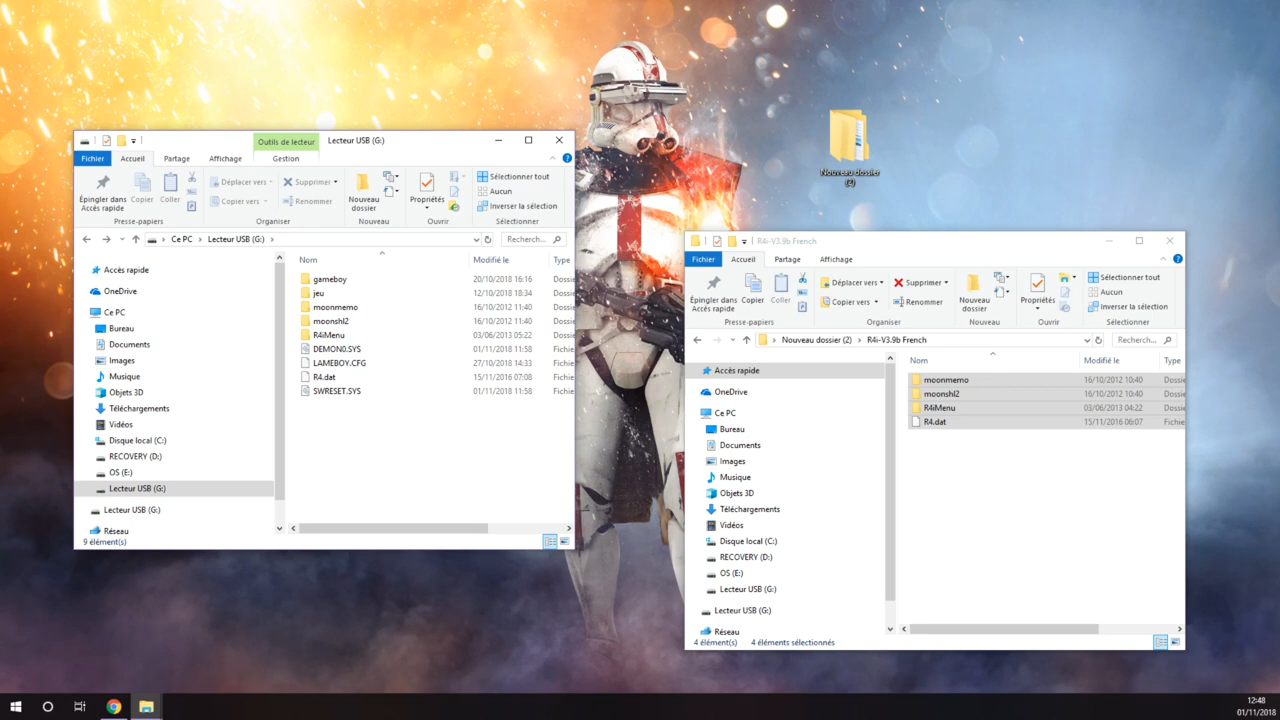 Nouveau dossier
(2)
Outils de lecteur
Lecteur USB (G:)
Fichier
Accueil
Partage
Affichage
Gestion
Épingler dans
Accès rapide
Copier
Coller
Presse-papiers
Déplacer vers
Copier vers
Supprimer
Renommer
Organiser
Nouveau
dossier
Nouveau
Propriétés
Ouvrir
Sélectionner tout
Aucun
Inverser la sélection
Sélectionner
Ce PC
Lecteur USB (G:)
Recherch...
Accès rapide
OneDrive
Ce PC
Bureau
Documents
Images
Musique
Objets 3D
Téléchargements
Vidéos
Disque local (C:)
RECOVERY (D:)
OS (E:)
Lecteur USB (G:)
Lecteur USB (G:)
Réseau
Nom Modifié le Type
gameboy 20/10/2018 16:16 Dossie
jeu 12/10/2018 18:34 Dossie
moonmemo 16/10/2012 11:40 Dossie
moonshl2 16/10/2012 11:40 Dossie
R4iMenu 03/06/2013 05:22 Dossie
DEMON0.SYS 01/11/2018 11:58 Fichie
LAMEBOY.CFG 27/10/2018 14:33 Fichie
R4.dat 15/11/2016 07:08 Fichie
SWRESET.SYS 01/11/2018 11:58 Fichie
9 élément(s)
R4i-V3.9b French
Fichier
Accueil
Partage
Affichage
Épingler dans
Accès rapide
Copier
Coller
Presse-papiers
Déplacer vers
Copier vers
Supprimer
Renommer
Organiser
Nouveau
dossier
Nouveau
Propriétés
Ouvrir
Sélectionner tout
Aucun
Inverser la sélection
Sélectionner
Nouveau dossier (2)
R4i-V3.9b French
Recherch...
Accès rapide
OneDrive
Ce PC
Bureau
Documents
Images
Musique
Objets 3D
Téléchargements
Vidéos
Disque local (C:)
RECOVERY (D:)
OS (E:)
Lecteur USB (G:)
Lecteur USB (G:)
Réseau
Nom Modifié le Type
moonmemo 16/10/2012 10:40 Dossie
moonshl2 16/10/2012 10:40 Dossie
R4iMenu 03/06/2013 04:22 Dossie
R4.dat 15/11/2016 06:07 Fichie
4 élément(s) 4 éléments sélectionnés
12:48
01/11/2018